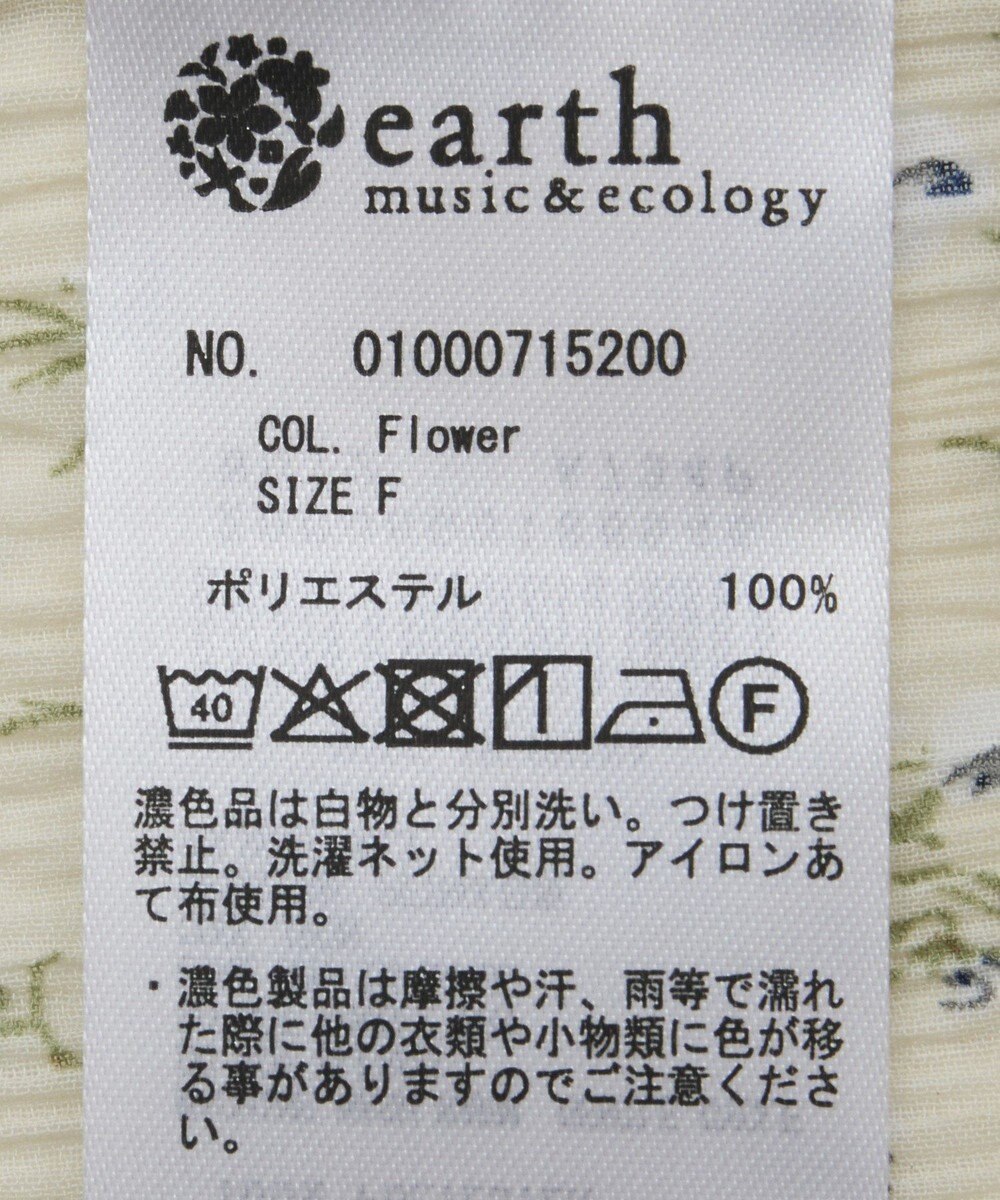 earth
music&ecology
NO. 01000715200
COL. Flower
SIZE F
ポリエステル 100%
40
F
濃色品は白物と分別洗い。つけ置き
禁止。洗濯ネット使用。アイロンあ
て布使用。
・濃色製品は摩擦や汗、雨等で濡れ
た際に他の衣類や小物類に色が移
る事がありますのでご注意くださ
い。